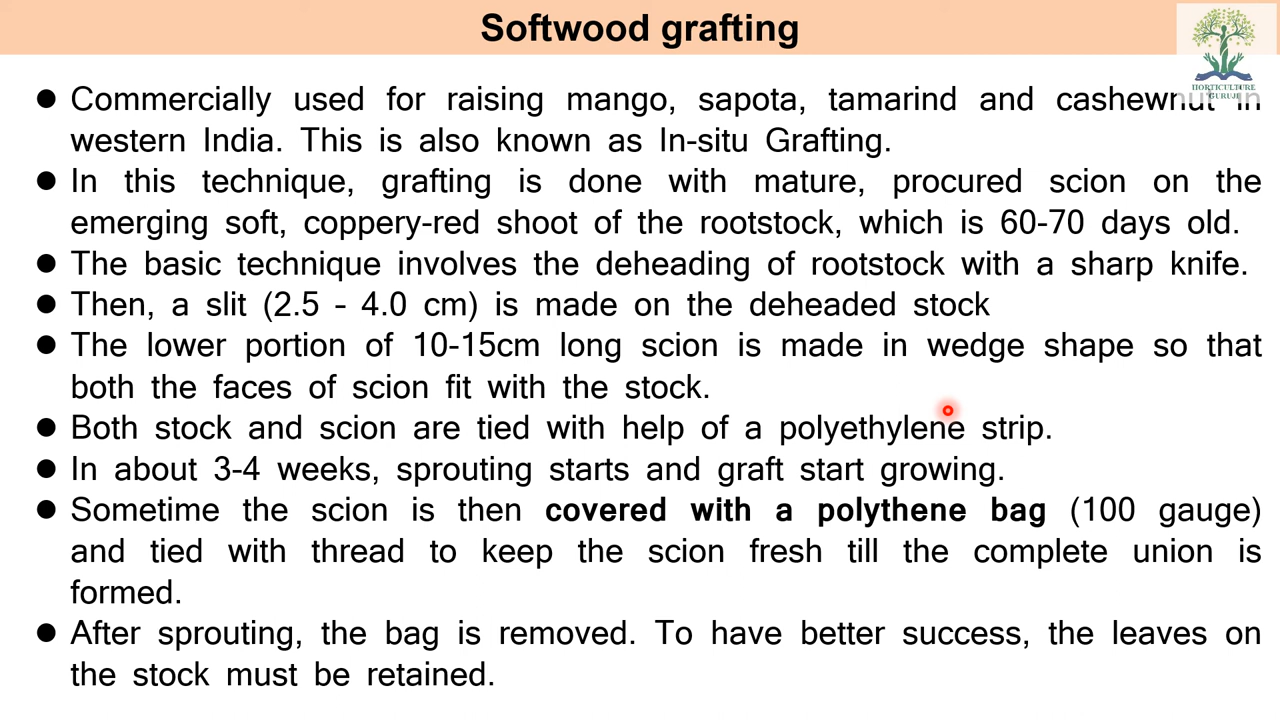 Softwood grafting
HORTICULTURE
GURUJI
● Commercially used for raising mango, sapota, tamarind and cashewnut in
western India. This is also known as In-situ Grafting.
● In this technique, grafting is done with mature, procured scion on the
emerging soft, coppery-red shoot of the rootstock, which is 60-70 days old.
● The basic technique involves the deheading of rootstock with a sharp knife.
● Then, a slit (2.5 – 4.0 cm) is made on the deheaded stock
● The lower portion of 10-15cm long scion is made in wedge shape so that
both the faces of scion fit with the stock.
● Both stock and scion are tied with help of a polyethylene strip.
● In about 3-4 weeks, sprouting starts and graft start growing.
● Sometime the scion is then covered with a polythene bag (100 gauge)
and tied with thread to keep the scion fresh till the complete union is
formed.
● After sprouting, the bag is removed. To have better success, the leaves on
the stock must be retained.